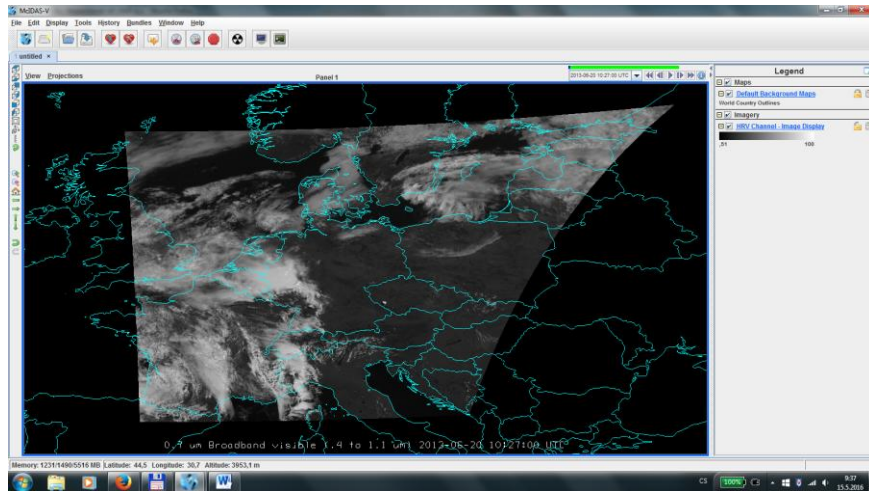 McIDAS-V
File Edit Display Tools History Bundles Window Help
untitled ×
View Projections
Panel 1
2013-06-20 10:27:00 UTC
Legend
Maps
Default Background Maps
World Country Outlines
Imagery
HRV Channel - Image Display
.51 100
0.7 um Broadband visible (.4 to 1.1 um) 2013-06-20 10:27:00 UTC
Memory: 1231/1490/5516 MB Latitude: 44,5 Longitude: 30,7 Altitude: 3953,1 m
CS 100% 9:37
15.5.2016